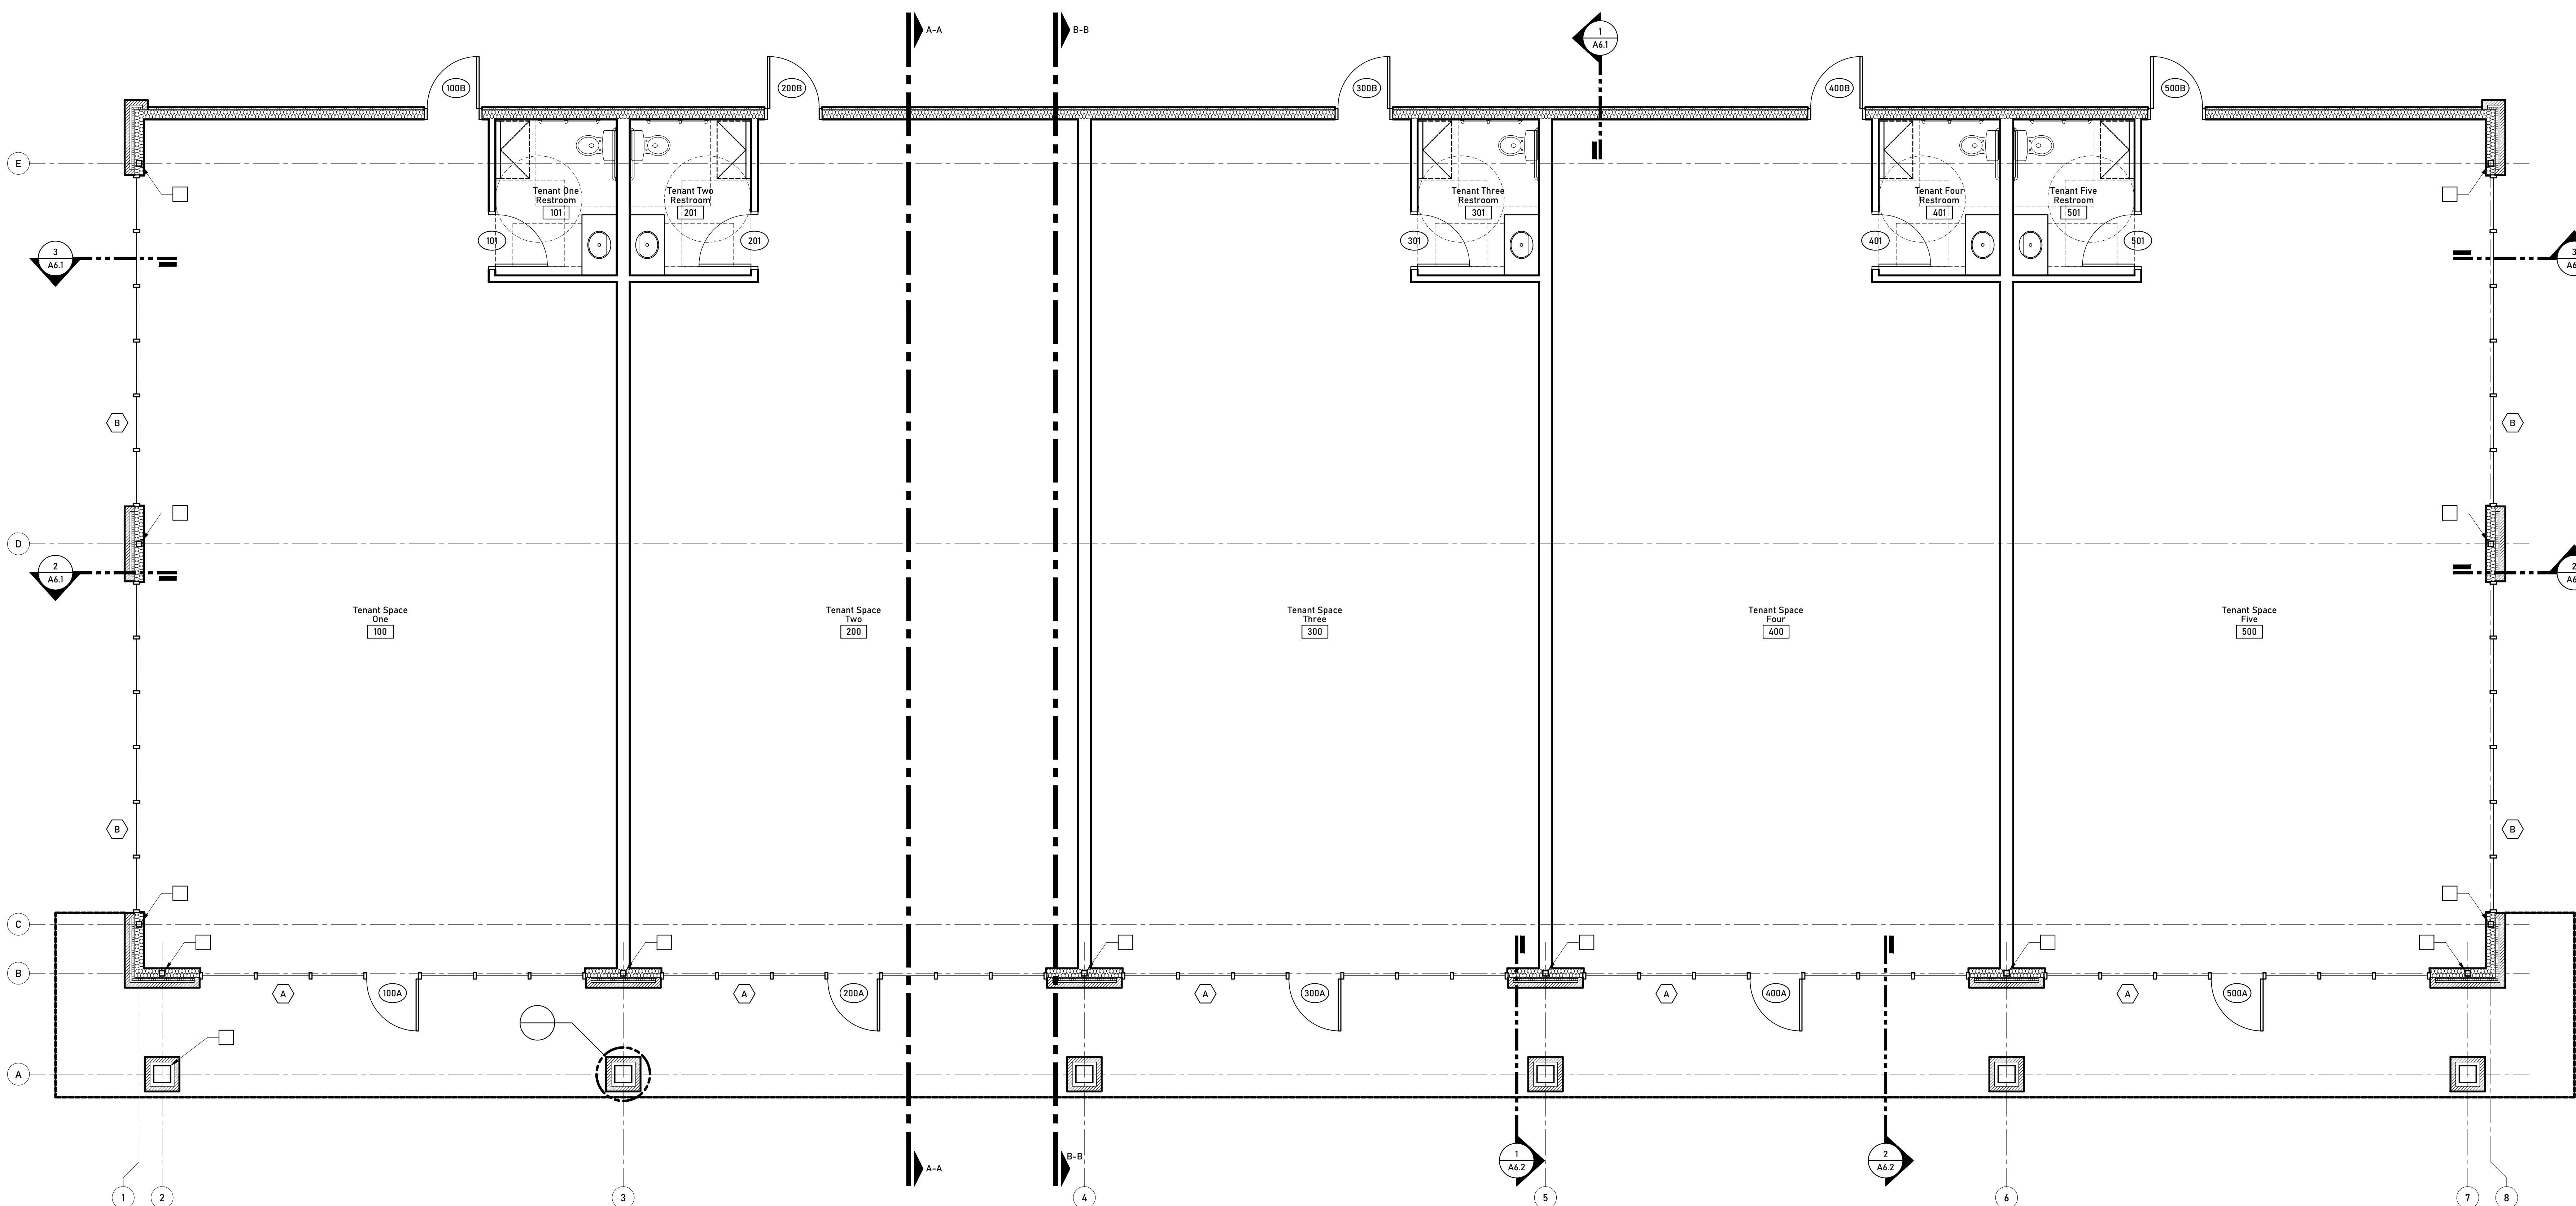 A-A
B-B
1
A6.1
100B
200B
300B
400B
500B
E
Tenant One
Restroom
101
Tenant Two
Restroom
201
Tenant Three
Restroom
301
Tenant Four
Restroom
401
Tenant Five
Restroom
501
101
201
301
401
501
3
A6.1
3
A6
B
B
D
2
A6.1
2
A6
Tenant Space
One
100
Tenant Space
Two
200
Tenant Space
Three
300
Tenant Space
Four
400
Tenant Space
Five
500
B
B
C
B
A
100A
A
200A
A
300A
A
400A
A
500A
A
A-A
B-B
1
A6.2
2
A6.2
1
2
3
4
5
6
7
8